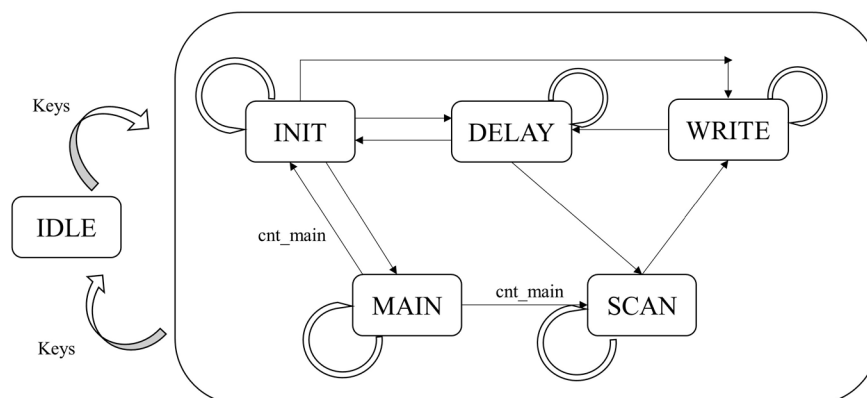 Keys
INIT
DELAY
WRITE
IDLE
cnt_main
cnt_main
MAIN
SCAN
Keys